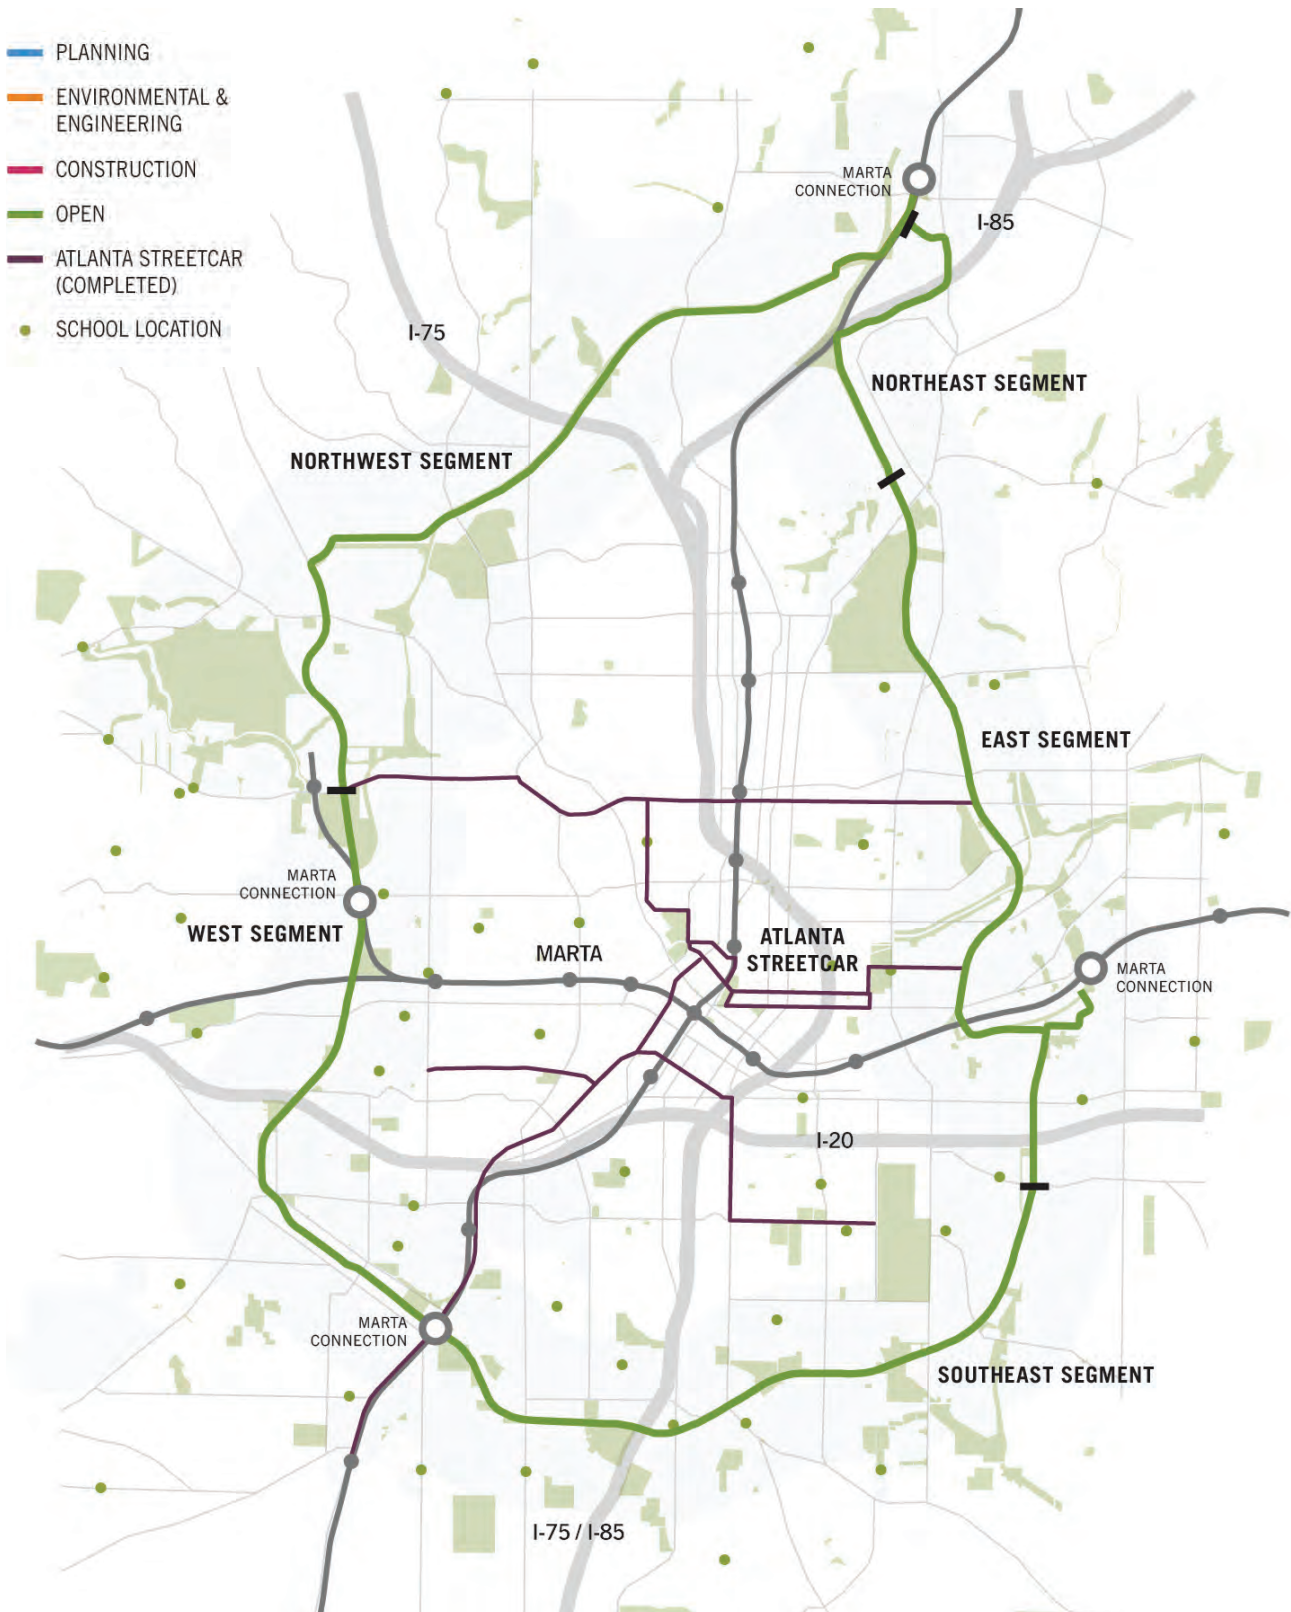 PLANNING
ENVIRONMENTAL &
ENGINEERING
CONSTRUCTION
OPEN
ATLANTA STREETCAR
(COMPLETED)
SCHOOL LOCATION
MARTA
CONNECTION
I-85
I-75
NORTHEAST SEGMENT
NORTHWEST SEGMENT
EAST SEGMENT
MARTA
CONNECTION
WEST SEGMENT
MARTA
ATLANTA
STREETCAR
MARTA
CONNECTION
I-20
MARTA
CONNECTION
SOUTHEAST SEGMENT
I-75 / I-85